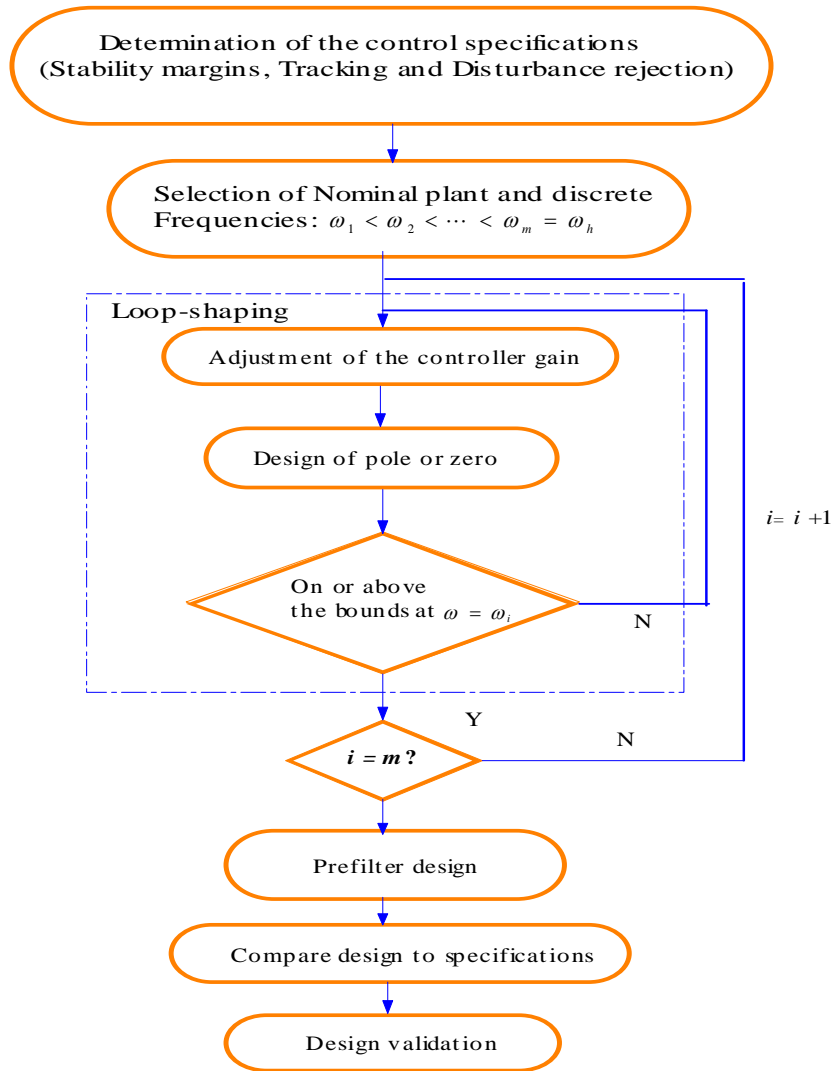 Determination of the control specifications
(Stability margins, Tracking and Disturbance rejection)
Selection of Nominal plant and discrete
Frequencies: ω₁ < ω₂ < ⋯ < ωₘ = ωₕ
Loop-shaping
Adjustment of the controller gain
Design of pole or zero
i= i +1
On or above
the bounds at ω = ωᵢ
N
Y
N
i = m ?
Prefilter design
Compare design to specifications
Design validation